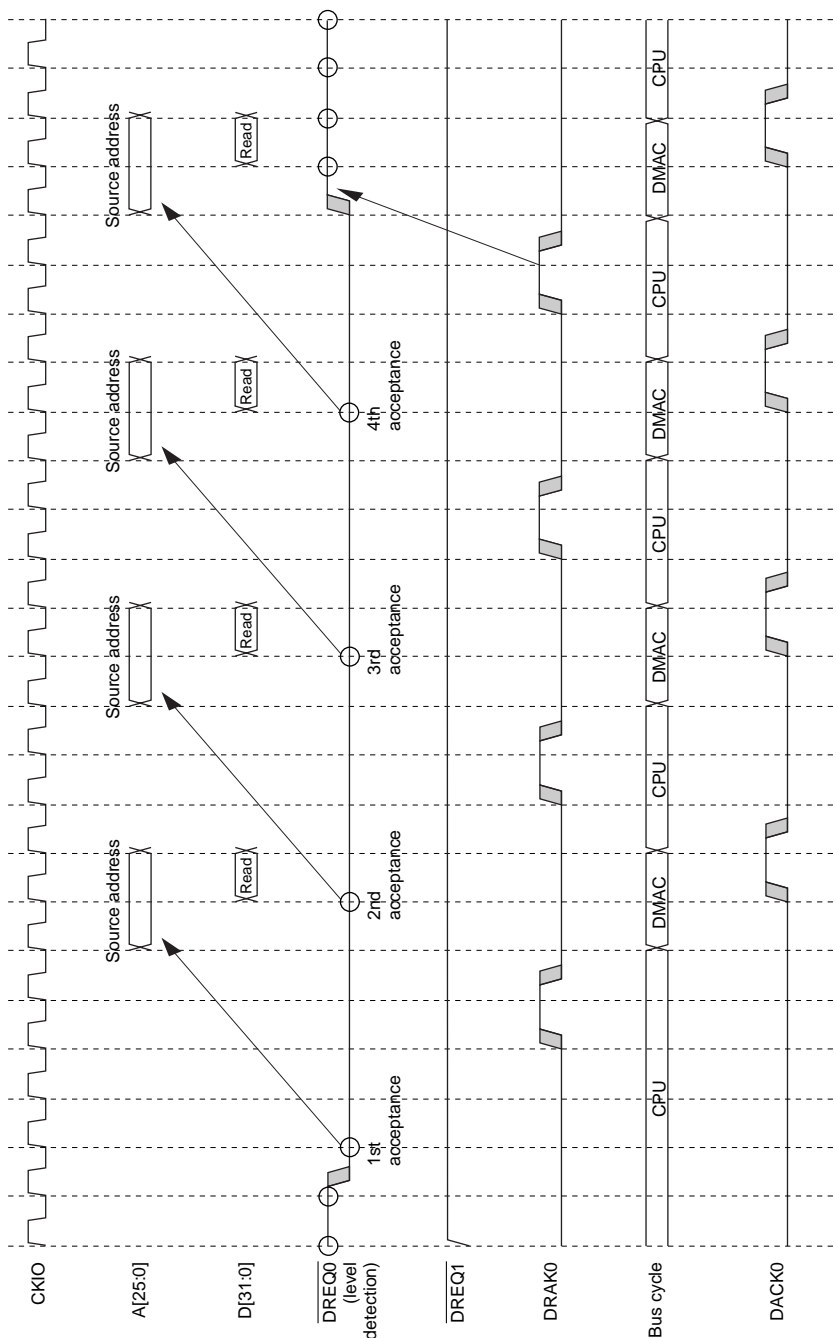 CKIO
A[25:0]
Source address
Source address
Source address
Source address
D[31:0]
Read
Read
Read
Read
DREQ0
(level
detection)
1st
acceptance
2nd
acceptance
3rd
acceptance
4th
acceptance
DREQ1
DRAK0
Bus cycle
CPU
DMAC
CPU
DMAC
CPU
DMAC
CPU
DMAC
CPU
DACK0